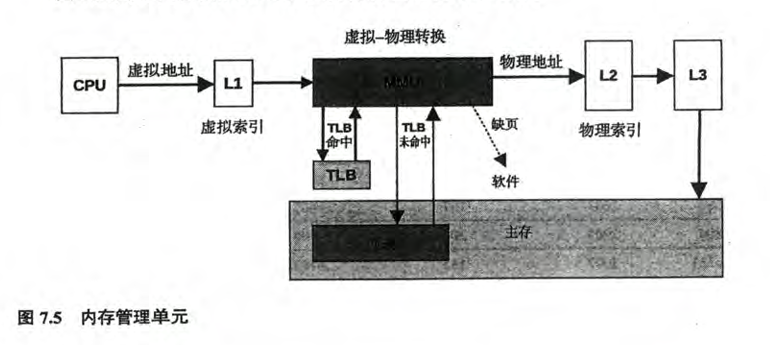 虚拟-物理转换
CPU
虚拟地址
L1
MMU
物理地址
L2
L3
虚拟索引
TLB
命中
TLB
未命中
缺页
物理索引
TLB
软件
主存
图 7.5 内存管理单元